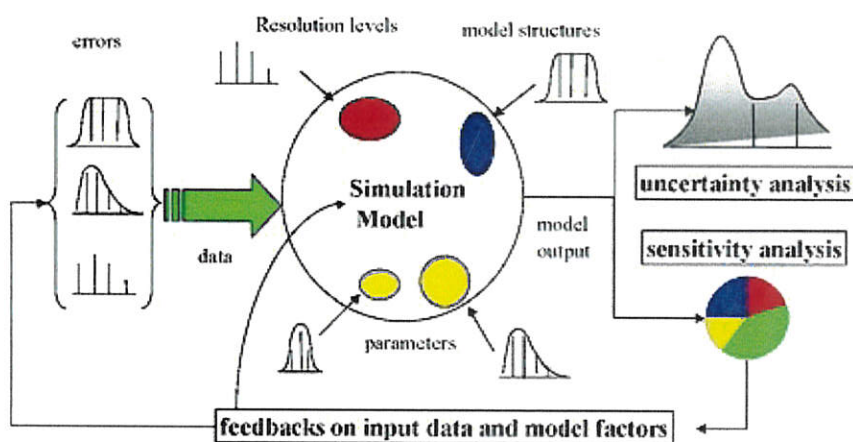 errors
Resolution levels
model structures
Simulation
Model
data
model
output
uncertainty analysis
sensitivity analysis
parameters
feedbacks on input data and model factors